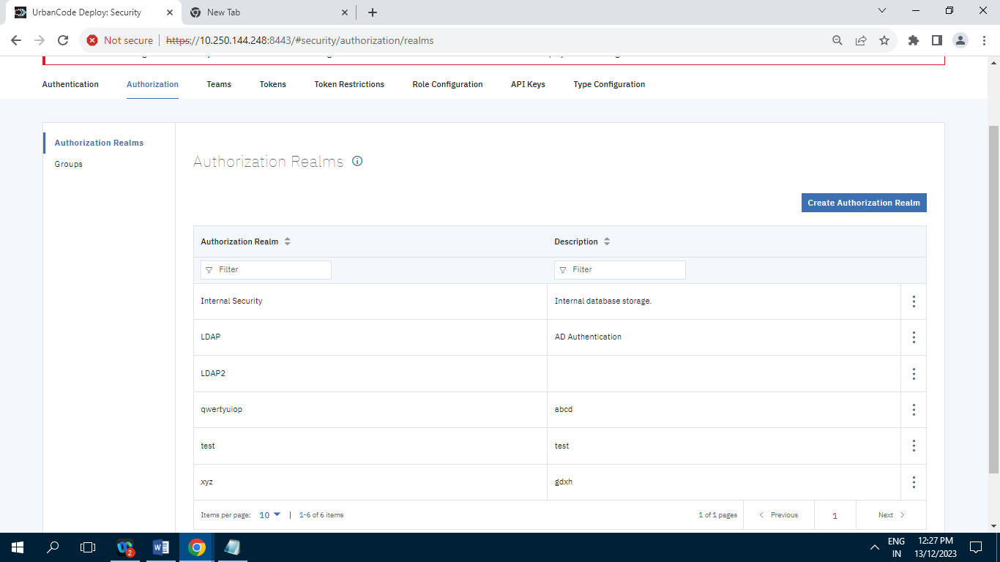 UrbanCode Deploy: Security
New Tab
Not secure https://10.250.144.248:8443/#security/authorization/realms
Authentication Authorization Teams Tokens Token Restrictions Role Configuration API Keys Type Configuration
Authorization Realms
Groups
Authorization Realms
Create Authorization Realm
Authorization Realm Description
Filter Filter
Internal Security Internal database storage.
LDAP AD Authentication
LDAP2
qwertyuiop abcd
test test
xyz gdxh
Items per page: 10 | 1-6 of 6 items 1 of 1 pages Previous 1 Next
2
ENG 12:27 PM
IN 13/12/2023